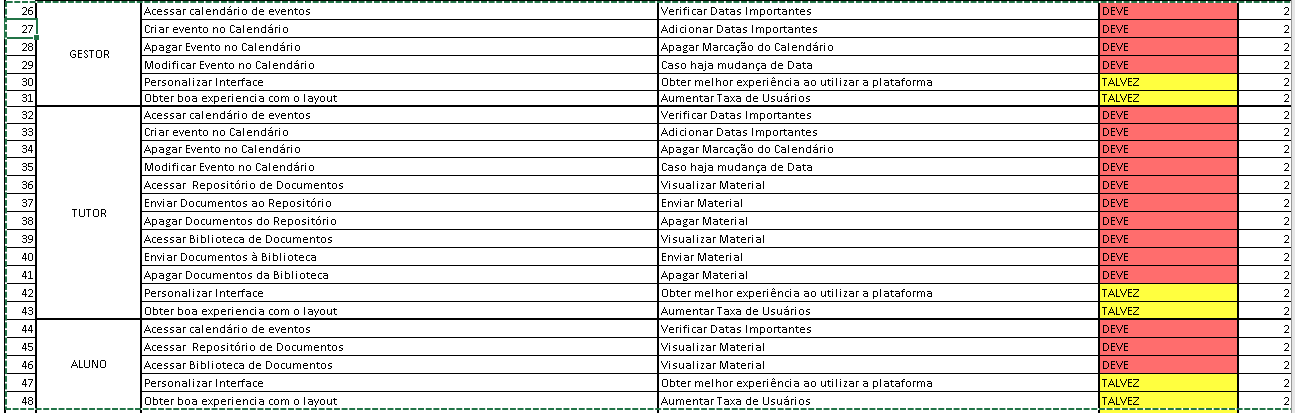 26 Acessar calendário de eventos Verificar Datas Importantes DEVE 2
27 Criar evento no Calendário Adicionar Datas Importantes DEVE 2
28 Apagar Evento no Calendário Apagar Marcação do Calendário DEVE 2
GESTOR
29 Modificar Evento no Calendário Caso haja mudança de Data DEVE 2
30 Personalizar Interface Obter melhor experiência ao utilizar a plataforma TALVEZ 2
31 Obter boa experiencia com o layout Aumentar Taxa de Usuários TALVEZ 2
32 Acessar calendário de eventos Verificar Datas Importantes DEVE 2
33 Criar evento no Calendário Adicionar Datas Importantes DEVE 2
34 Apagar Evento no Calendário Apagar Marcação do Calendário DEVE 2
35 Modificar Evento no Calendário Caso haja mudança de Data DEVE 2
36 Acessar  Repositório de Documentos Visualizar Material DEVE 2
37 Enviar Documentos ao Repositório Enviar Material DEVE 2
TUTOR
38 Apagar Documentos do Repositório Apagar Material DEVE 2
39 Acessar Biblioteca de Documentos Visualizar Material DEVE 2
40 Enviar Documentos à Biblioteca Enviar Material DEVE 2
41 Apagar Documentos da Biblioteca Apagar Material DEVE 2
42 Personalizar Interface Obter melhor experiência ao utilizar a plataforma TALVEZ 2
43 Obter boa experiencia com o layout Aumentar Taxa de Usuários TALVEZ 2
44 Acessar calendário de eventos Verificar Datas Importantes DEVE 2
45 Acessar  Repositório de Documentos Visualizar Material DEVE 2
46 ALUNO Acessar Biblioteca de Documentos Visualizar Material DEVE 2
47 Personalizar Interface Obter melhor experiência ao utilizar a plataforma TALVEZ 2
48 Obter boa experiencia com o layout Aumentar Taxa de Usuários TALVEZ 2